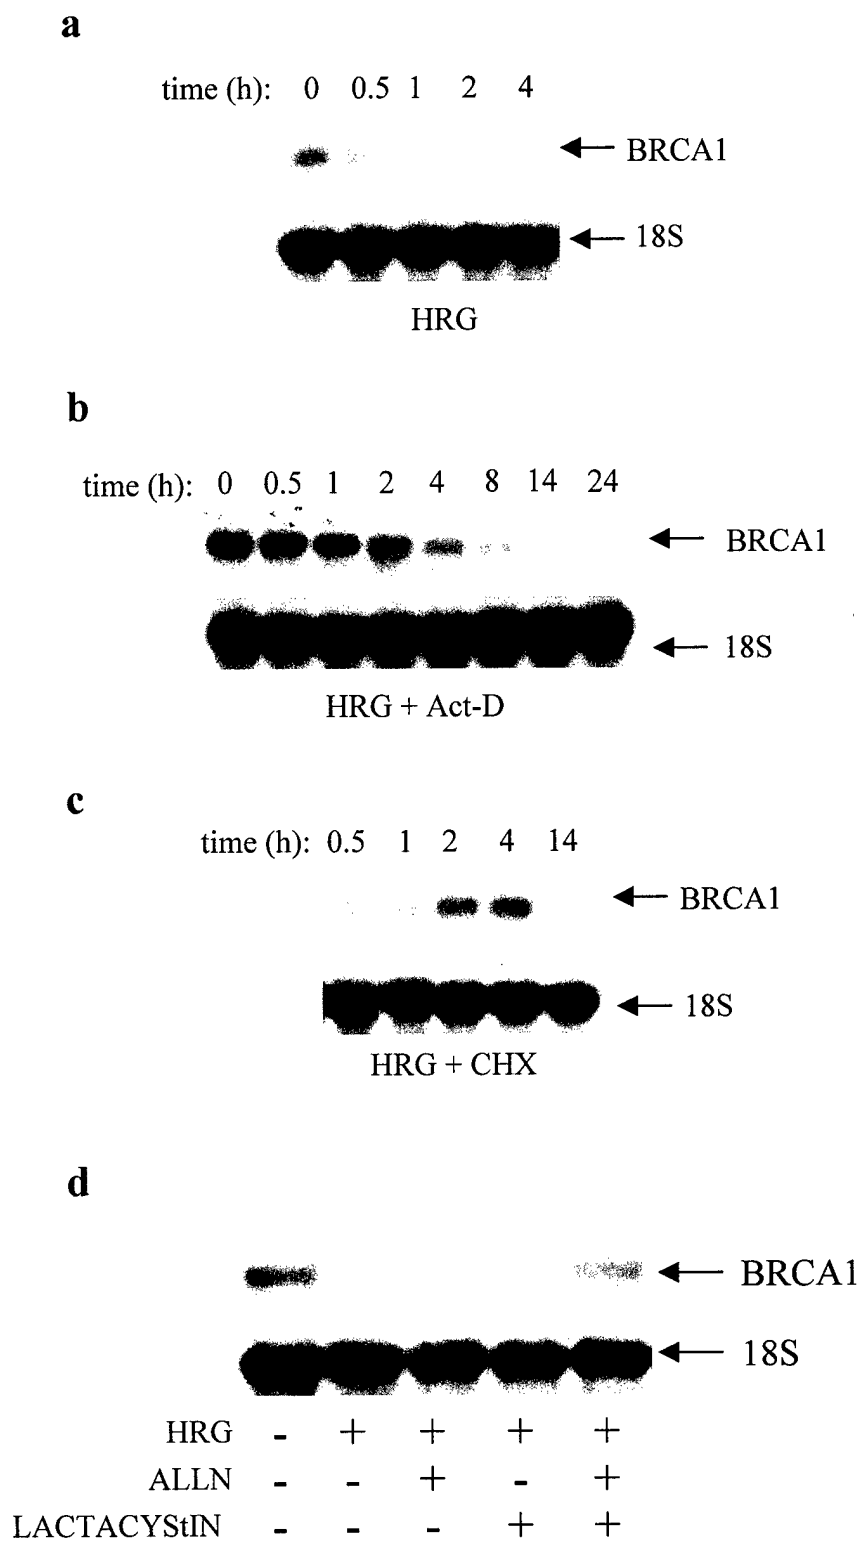 a
time (h): 0 0.5 1 2 4
BRCA1
18S
HRG
b
time (h): 0 0.5 1 2 4 8 14 24
BRCA1
18S
HRG + Act-D
c
time (h): 0.5 1 2 4 14
BRCA1
18S
HRG + CHX
d
BRCA1
18S
HRG - + + + +
ALLN - - + - +
LACTACYStIN - - - + +